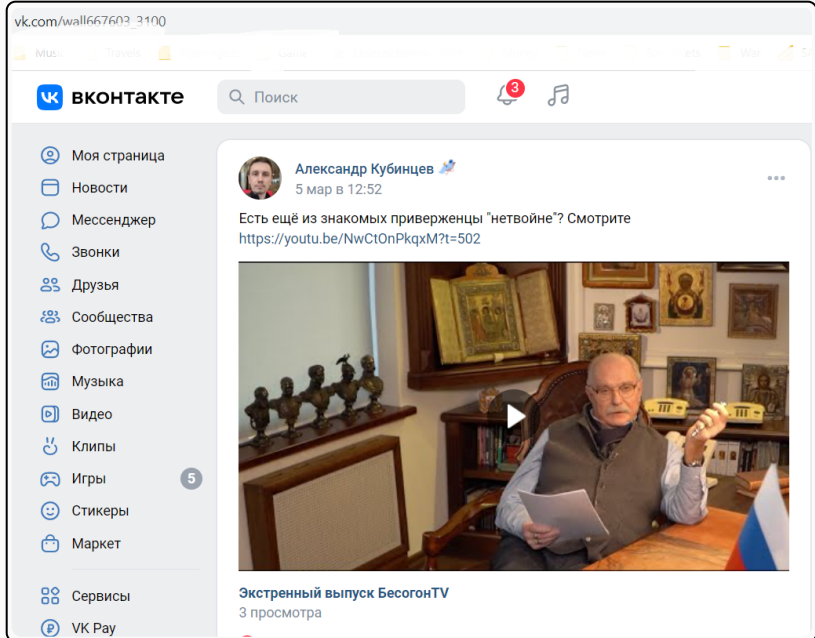 vk.com/wall667603_3100
Travels
вконтакте
Поиск
3
Моя страница
Новости
Мессенджер
Звонки
Друзья
Сообщества
Фотографии
Музыка
Видео
Клипы
Игры
5
Стикеры
Маркет
Сервисы
VK Pay
Александр Кубинцев
5 мар в 12:52
Есть ещё из знакомых приверженцы "нетвойне"? Смотрите
https://youtu.be/NwCtOnPkqxM?t=502
Экстренный выпуск БесогонTV
3 просмотра